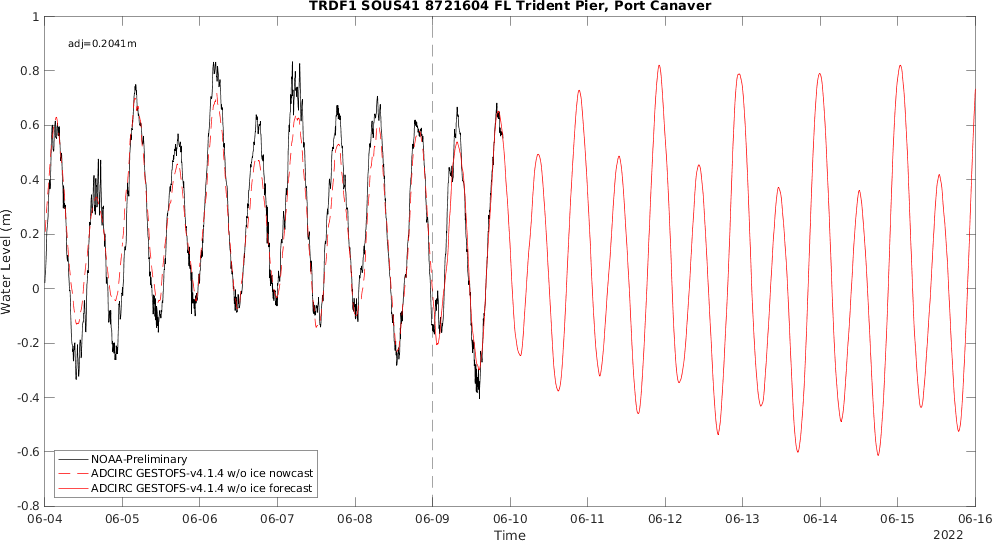 TRDF1 SOUS41 8721604 FL Trident Pier, Port Canaver
adj=0.2041m
1
0.8
0.6
0.4
0.2
0
-0.2
-0.4
-0.6
-0.8
Water Level (m)
NOAA-Preliminary
ADCIRC GESTOFS-v4.1.4 w/o ice nowcast
ADCIRC GESTOFS-v4.1.4 w/o ice forecast
06-04 06-05 06-06 06-07 06-08 06-09 06-10 06-11 06-12 06-13 06-14 06-15 06-16
Time
2022